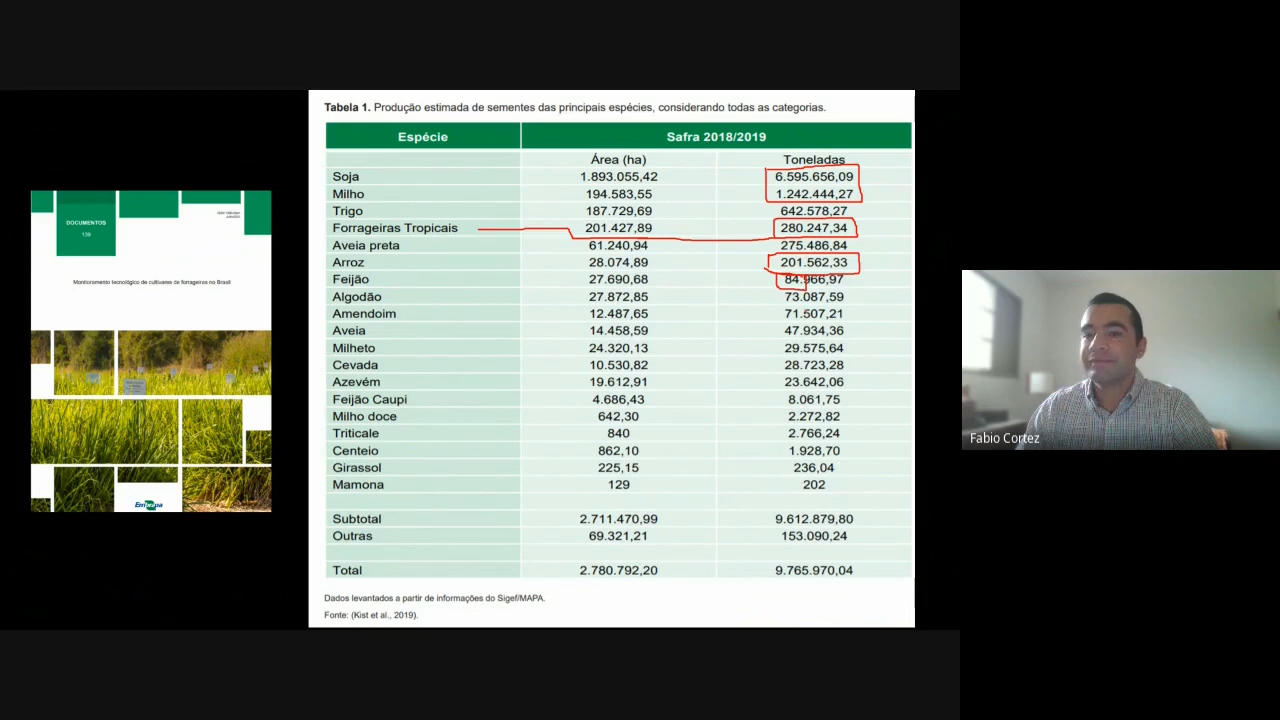 Tabela 1. Produção estimada de sementes das principais espécies, considerando todas as categorias.
Espécie Safra 2018/2019
Área (ha) Toneladas
Soja 1.893.055,42 6.595.656,09
Milho 194.583,55 1.242.444,27
Trigo 187.729,69 642.578,27
Forrageiras Tropicais 201.427,89 280.247,34
Aveia preta 61.240,94 275.486,84
Arroz 28.074,89 201.562,33
Feijão 27.690,68 84.966,97
Algodão 27.872,85 73.087,59
Amendoim 12.487,65 71.507,21
Aveia 14.458,59 47.934,36
Milheto 24.320,13 29.575,64
Cevada 10.530,82 28.723,28
Azevém 19.612,91 23.642,06
Feijão Caupi 4.686,43 8.061,75
Milho doce 642,30 2.272,82
Triticale 840 2.766,24
Centeio 862,10 1.928,70
Girassol 225,15 236,04
Mamona 129 202
Subtotal 2.711.470,99 9.612.879,80
Outras 69.321,21 153.090,24
Total 2.780.792,20 9.765.970,04
Dados levantados a partir de informações do Sigef/MAPA.
Fonte: (Kist et al., 2019).
DOCUMENTOS
139
Monitoramento tecnológico de cultivares de forrageiras no Brasil
Embrapa
Fabio Cortez